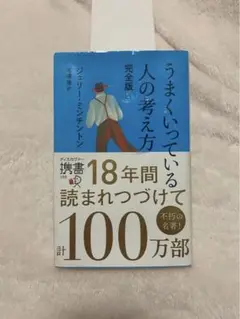 うまくいっている
人の考え方
完全版
ジェリー・ミンチントン
ディスカヴァー
携書
18年間
読まれつづけて
不朽の
名著!
累計
100万部